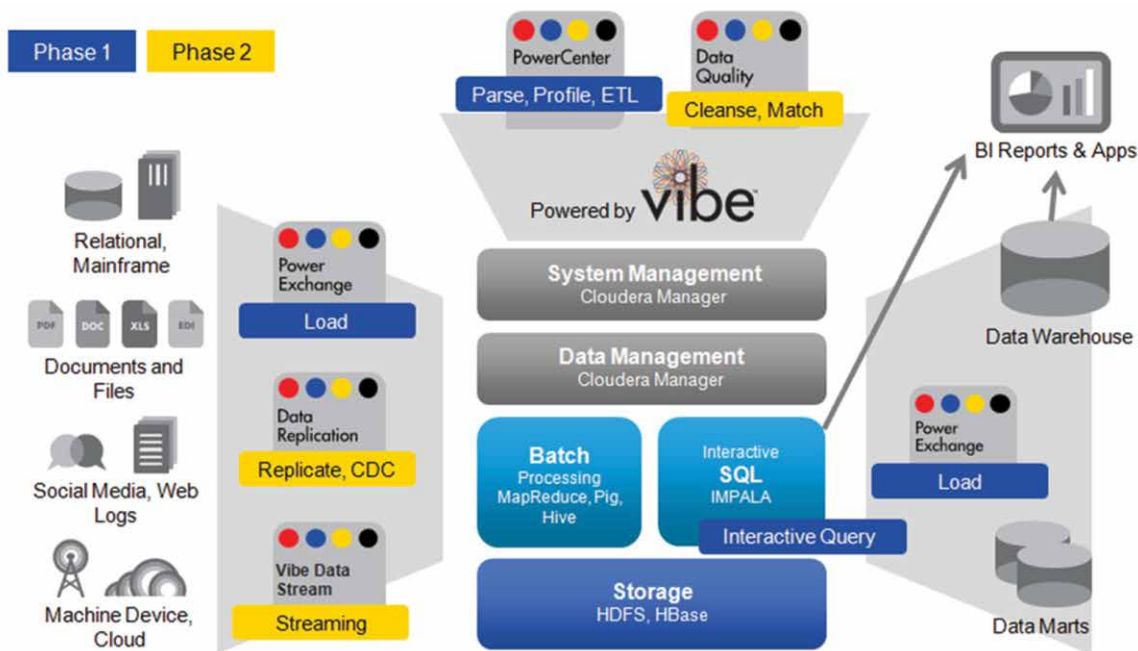 Phase 1
Phase 2
PowerCenter
Parse, Profile, ETL
Data
Quality
Cleanse, Match
Powered by vibe™
BI Reports & Apps
Relational,
Mainframe
PDF
DOC
XLS
EDI
Documents and
Files
Social Media, Web
Logs
Machine Device,
Cloud
Power
Exchange
Load
Data
Replication
Replicate, CDC
Vibe Data
Stream
Streaming
System Management
Cloudera Manager
Data Management
Cloudera Manager
Batch
Processing
MapReduce, Pig,
Hive
Interactive
SQL
IMPALA
Interactive Query
Storage
HDFS, HBase
Data Warehouse
Power
Exchange
Load
Data Marts